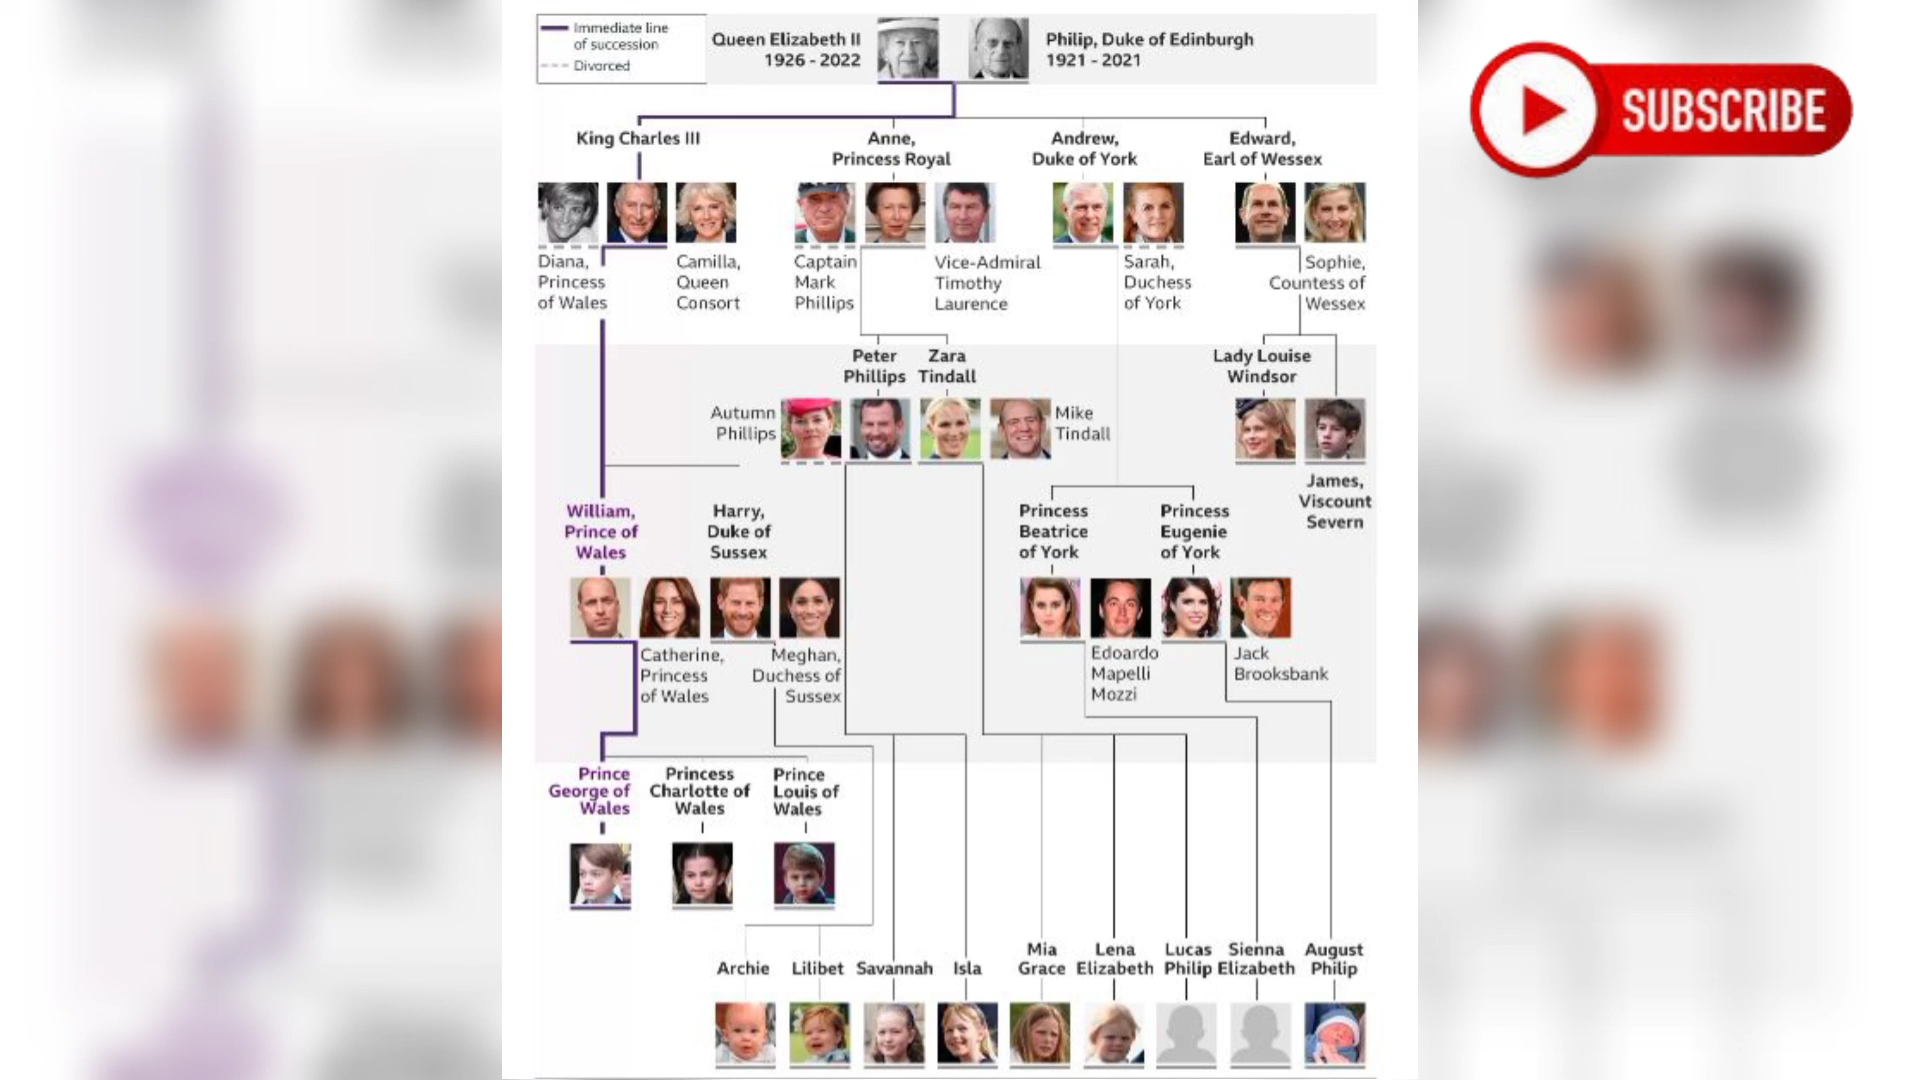 Immediate line
of succession
Divorced
Queen Elizabeth II
1926 - 2022
Philip, Duke of Edinburgh
1921 - 2021
SUBSCRIBE
King Charles III
Anne,
Princess Royal
Andrew,
Duke of York
Edward,
Earl of Wessex
Diana,
Princess
of Wales
Camilla,
Queen
Consort
Captain
Mark
Phillips
Vice-Admiral
Timothy
Laurence
Sarah,
Duchess
of York
Sophie,
Countess of
Wessex
Peter
Phillips
Zara
Tindall
Lady Louise
Windsor
Autumn
Phillips
Mike
Tindall
James,
Viscount
Severn
William,
Prince of
Wales
Harry,
Duke of
Sussex
Princess
Beatrice
of York
Princess
Eugenie
of York
Catherine,
Princess
of Wales
Meghan,
Duchess of
Sussex
Edoardo
Mapelli
Mozzi
Jack
Brooksbank
Prince
George of
Wales
Princess
Charlotte of
Wales
Prince
Louis of
Wales
Archie
Lilibet
Savannah
Isla
Mia
Grace
Lena
Elizabeth
Lucas
Philip
Sienna
Elizabeth
August
Philip